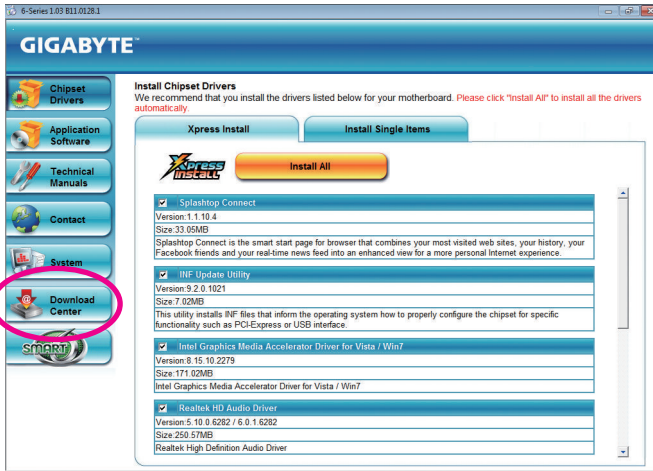 6-Series 1.03 B11.0128.1
GIGABYTE™
Chipset
Drivers
Application
Software
Technical
Manuals
Contact
System
Download
Center
SMART
Install Chipset Drivers
We recommend that you install the drivers listed below for your motherboard. Please click "Install All" to install all the drivers
automatically.
Xpress Install
Install Single Items
Xpress
Install
Install All
Splashtop Connect
Version:1.1.10.4
Size:33.05MB
Splashtop Connect is the smart start page for browser that combines your most visited web sites, your history, your
Facebook friends and your real-time news feed into an enhanced view for a more personal Internet experience.
INF Update Utility
Version:9.2.0.1021
Size:7.02MB
This utility installs INF files that inform the operating system how to properly configure the chipset for specific
functionality such as PCI-Express or USB interface.
Intel Graphics Media Accelerator Driver for Vista / Win7
Version:8.15.10.2279
Size:171.02MB
Intel Graphics Media Accelerator Driver for Vista / Win7
Realtek HD Audio Driver
Version:5.10.0.6282 / 6.0.1.6282
Size:250.57MB
Realtek High Definition Audio Driver